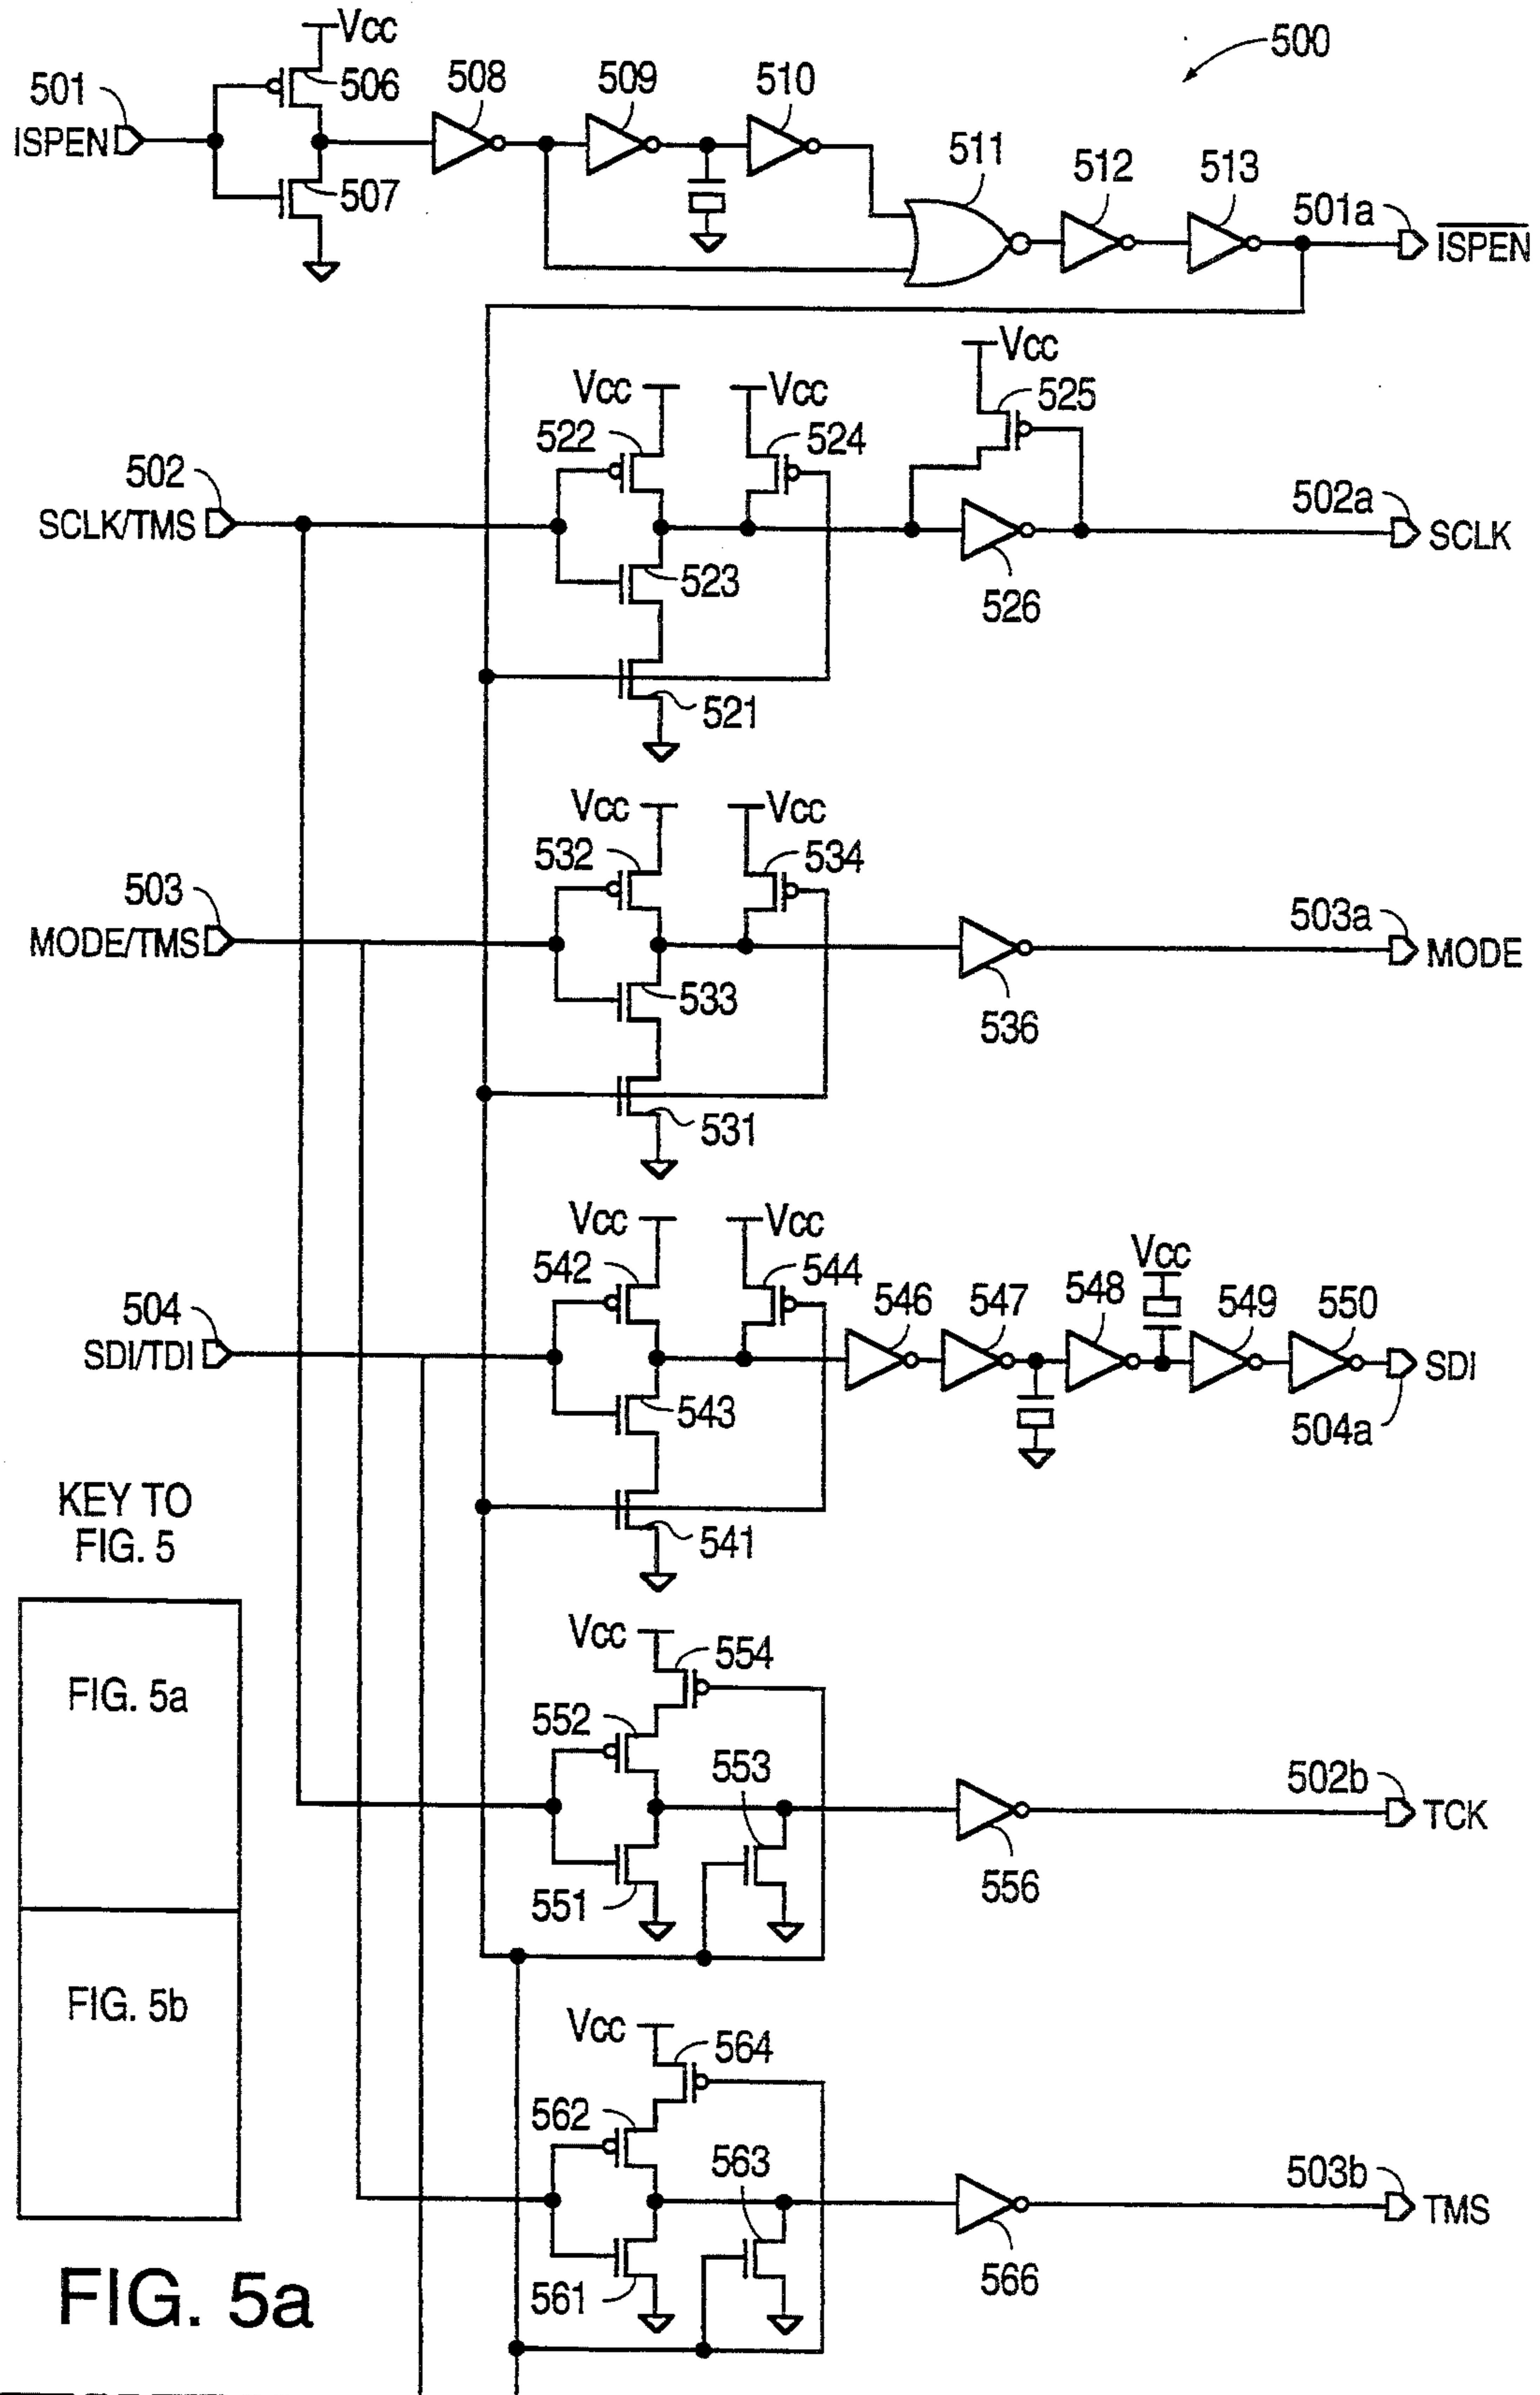 Vcc
500
501
ISPEN
506
508
509
510
511
512
513
507
501a
ISPEN
Vcc
Vcc
Vcc
525
522
524
502
SCLK/TMS
502a
SCLK
523
526
521
Vcc
Vcc
532
534
503
MODE/TMS
503a
MODE
533
536
531
Vcc
Vcc
542
544
546
547
548
Vcc
549
550
504
SDI/TDI
SDI
543
504a
541
KEY TO
FIG. 5
FIG. 5a
FIG. 5b
Vcc
554
552
553
502b
TCK
551
556
Vcc
564
562
563
503b
TMS
561
566
FIG. 5a